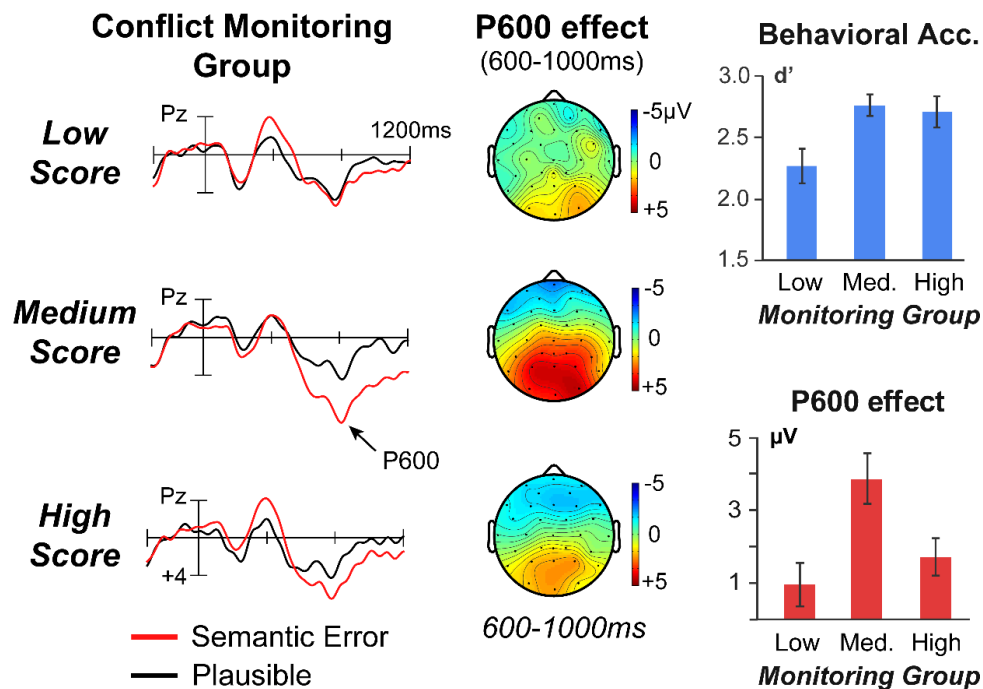 Conflict Monitoring
Group
Low
Score
Pz
1200ms
Medium
Score
Pz
P600
High
Score
Pz
+4
Semantic Error
Plausible
P600 effect
(600-1000ms)
-5µV
0
+5
-5
0
+5
-5
0
+5
600-1000ms
Behavioral Acc.
d'
3.0
2.5
2.0
1.5
Low Med. High
Monitoring Group
P600 effect
µV
5
3
1
Low Med. High
Monitoring Group